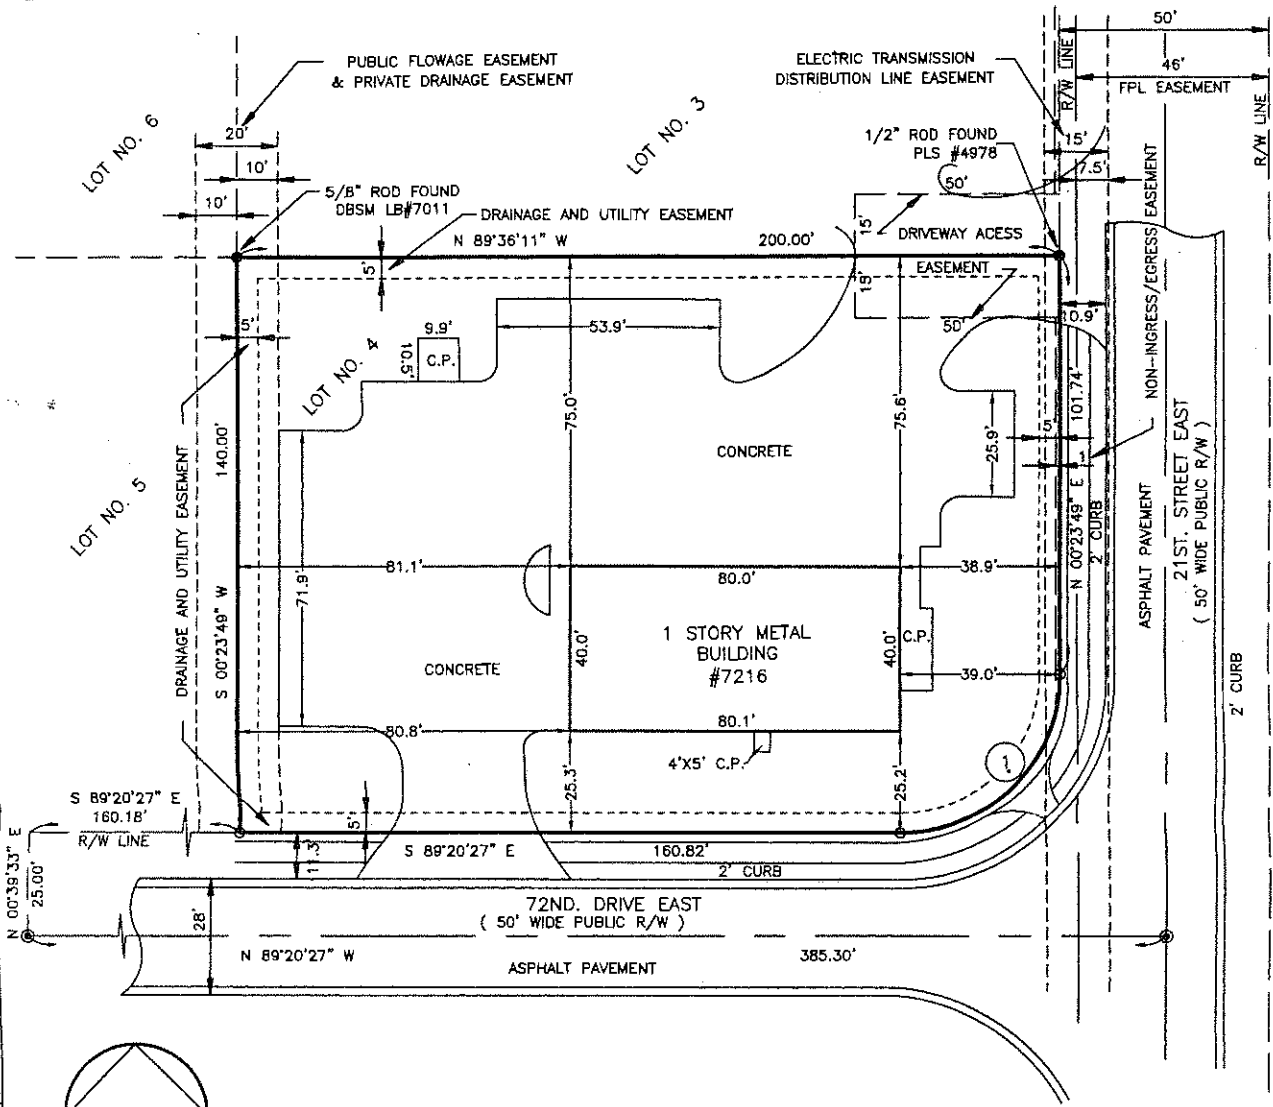 50'
PUBLIC FLOWAGE EASEMENT
& PRIVATE DRAINAGE EASEMENT
ELECTRIC TRANSMISSION
DISTRIBUTION LINE EASEMENT
R/W LINE
46'
FPL EASEMENT
R/W LINE
LOT NO. 6
20'
LOT NO. 3
1/2" ROD FOUND
PLS #4978
15'
10'
7.5'
10'
5/8" ROD FOUND
DBSM LB#7011
50'
DRAINAGE AND UTILITY EASEMENT
15'
N 89°36'11" W
200.00'
DRIVEWAY ACESS
5'
EASEMENT
15'
NON-INGRESS/EGRESS EASEMENT
5'
9.9'
53.9'
50'
10.9'
10.5'
C.P.
LOT NO. 4
75.0'
75.6'
101.74'
140.00'
25.9'
5'
CONCRETE
1
21ST. STREET EAST
( 50' WIDE PUBLIC R/W )
LOT NO. 5
DRAINAGE AND UTILITY EASEMENT
N 00°23'49" E
2' CURB
ASPHALT PAVEMENT
81.1'
80.0'
38.9'
71.9'
S 00°23'49" W
1 STORY METAL
BUILDING
#7216
40.0'
40.0'
C.P.
CONCRETE
39.0'
2' CURB
80.8'
80.1'
4'X5' C.P.
1
25.3'
25.2'
S 89°20'27" E
160.18'
R/W LINE
5'
11.3'
S 89°20'27" E
160.82'
2' CURB
N 00°39'33" E
25.00'
28'
72ND. DRIVE EAST
( 50' WIDE PUBLIC R/W )
N 89°20'27" W
385.30'
ASPHALT PAVEMENT